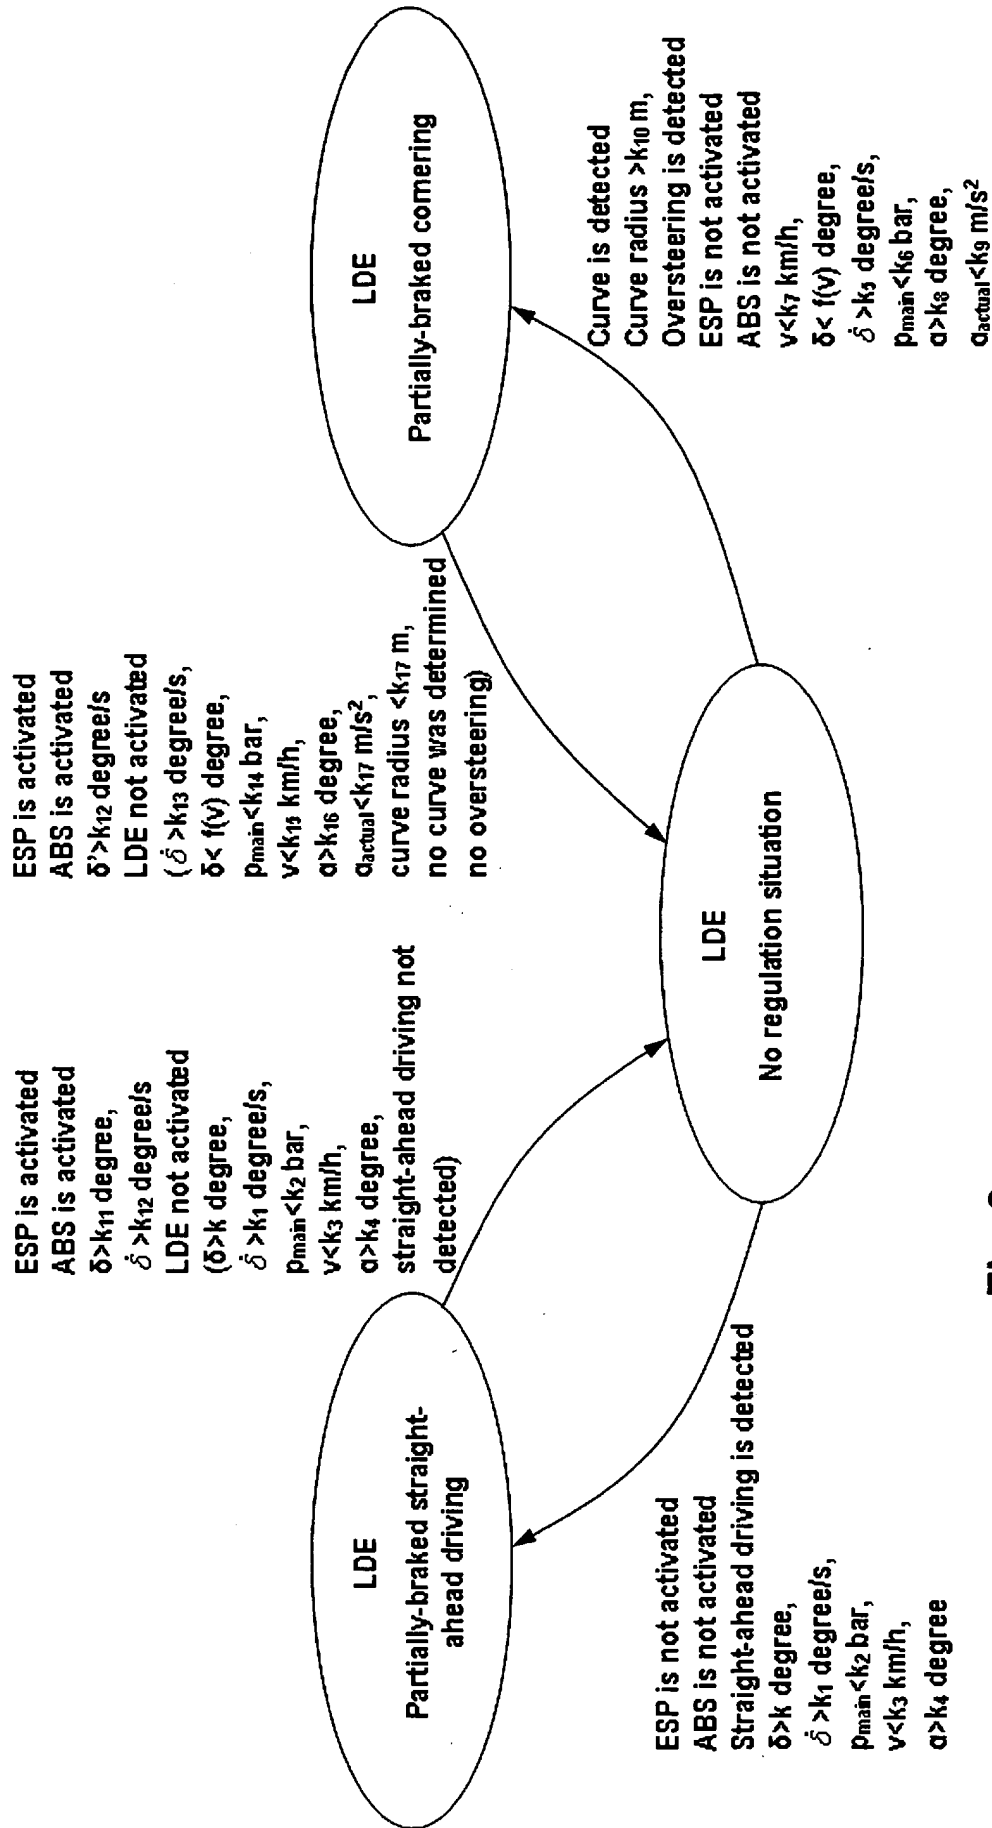 ESP is activated
ABS is activated
δ>k11 degree,
δ̇ >k12 degree/s
LDE not activated
(δ>k degree,
δ̇ >k1 degree/s,
pmain<k2 bar,
v<k3 km/h,
α>k4 degree,
straight-ahead driving not
detected)
ESP is activated
ABS is activated
δ'>k12 degree/s
LDE not activated
(δ̇ >k13 degree/s,
δ< f(v) degree,
pmain<k14 bar,
v<k15 km/h,
α>k16 degree,
αactual<k17 m/s²,
curve radius <k17 m,
no curve was determined
no oversteering)
LDE
Partially-braked straight-
ahead driving
LDE
Partially-braked cornering
ESP is not activated
ABS is not activated
Straight-ahead driving is detected
δ>k degree,
δ̇ >k1 degree/s,
pmain<k2 bar,
v<k3 km/h,
α>k4 degree
LDE
No regulation situation
Curve is detected
Curve radius >k10 m,
Oversteering is detected
ESP is not activated
ABS is not activated
v<k7 km/h,
δ< f(v) degree,
δ̇ >k5 degree/s,
pmain<k6 bar,
α>k8 degree,
αactual<k9 m/s²